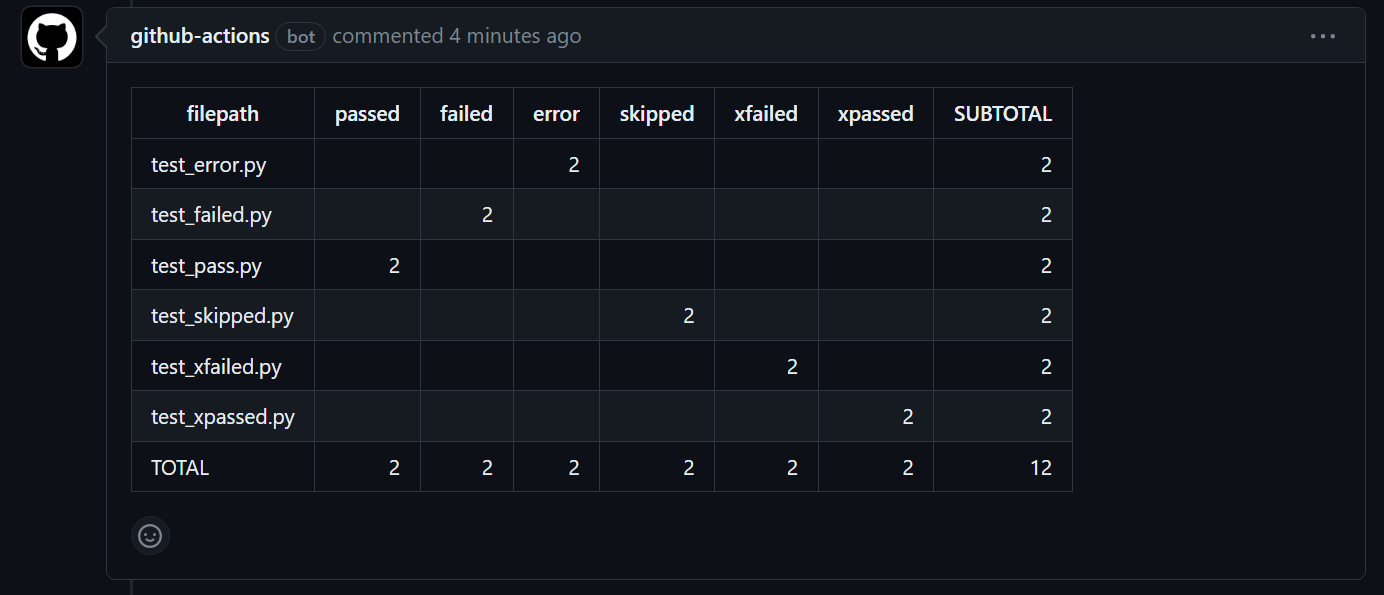 github-actions bot commented 4 minutes ago
filepath passed failed error skipped xfailed xpassed SUBTOTAL
test_error.py 2 2
test_failed.py 2 2
test_pass.py 2 2
test_skipped.py 2 2
test_xfailed.py 2 2
test_xpassed.py 2 2
TOTAL 2 2 2 2 2 2 12